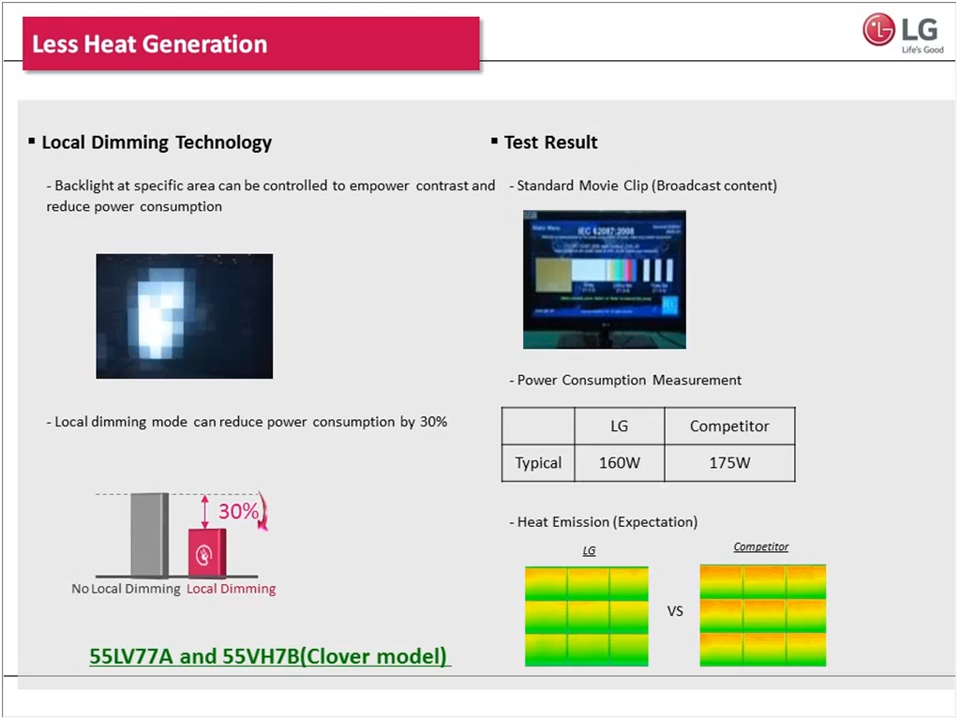 Less Heat Generation
LG
Life's Good
▪ Local Dimming Technology
- Backlight at specific area can be controlled to empower contrast and
reduce power consumption
- Local dimming mode can reduce power consumption by 30%
30%
No Local Dimming Local Dimming
55LV77A and 55VH7B(Clover model)
▪ Test Result
- Standard Movie Clip (Broadcast content)
IEC 62087:2008
- Power Consumption Measurement
LG Competitor
Typical 160W 175W
- Heat Emission (Expectation)
LG Competitor
VS